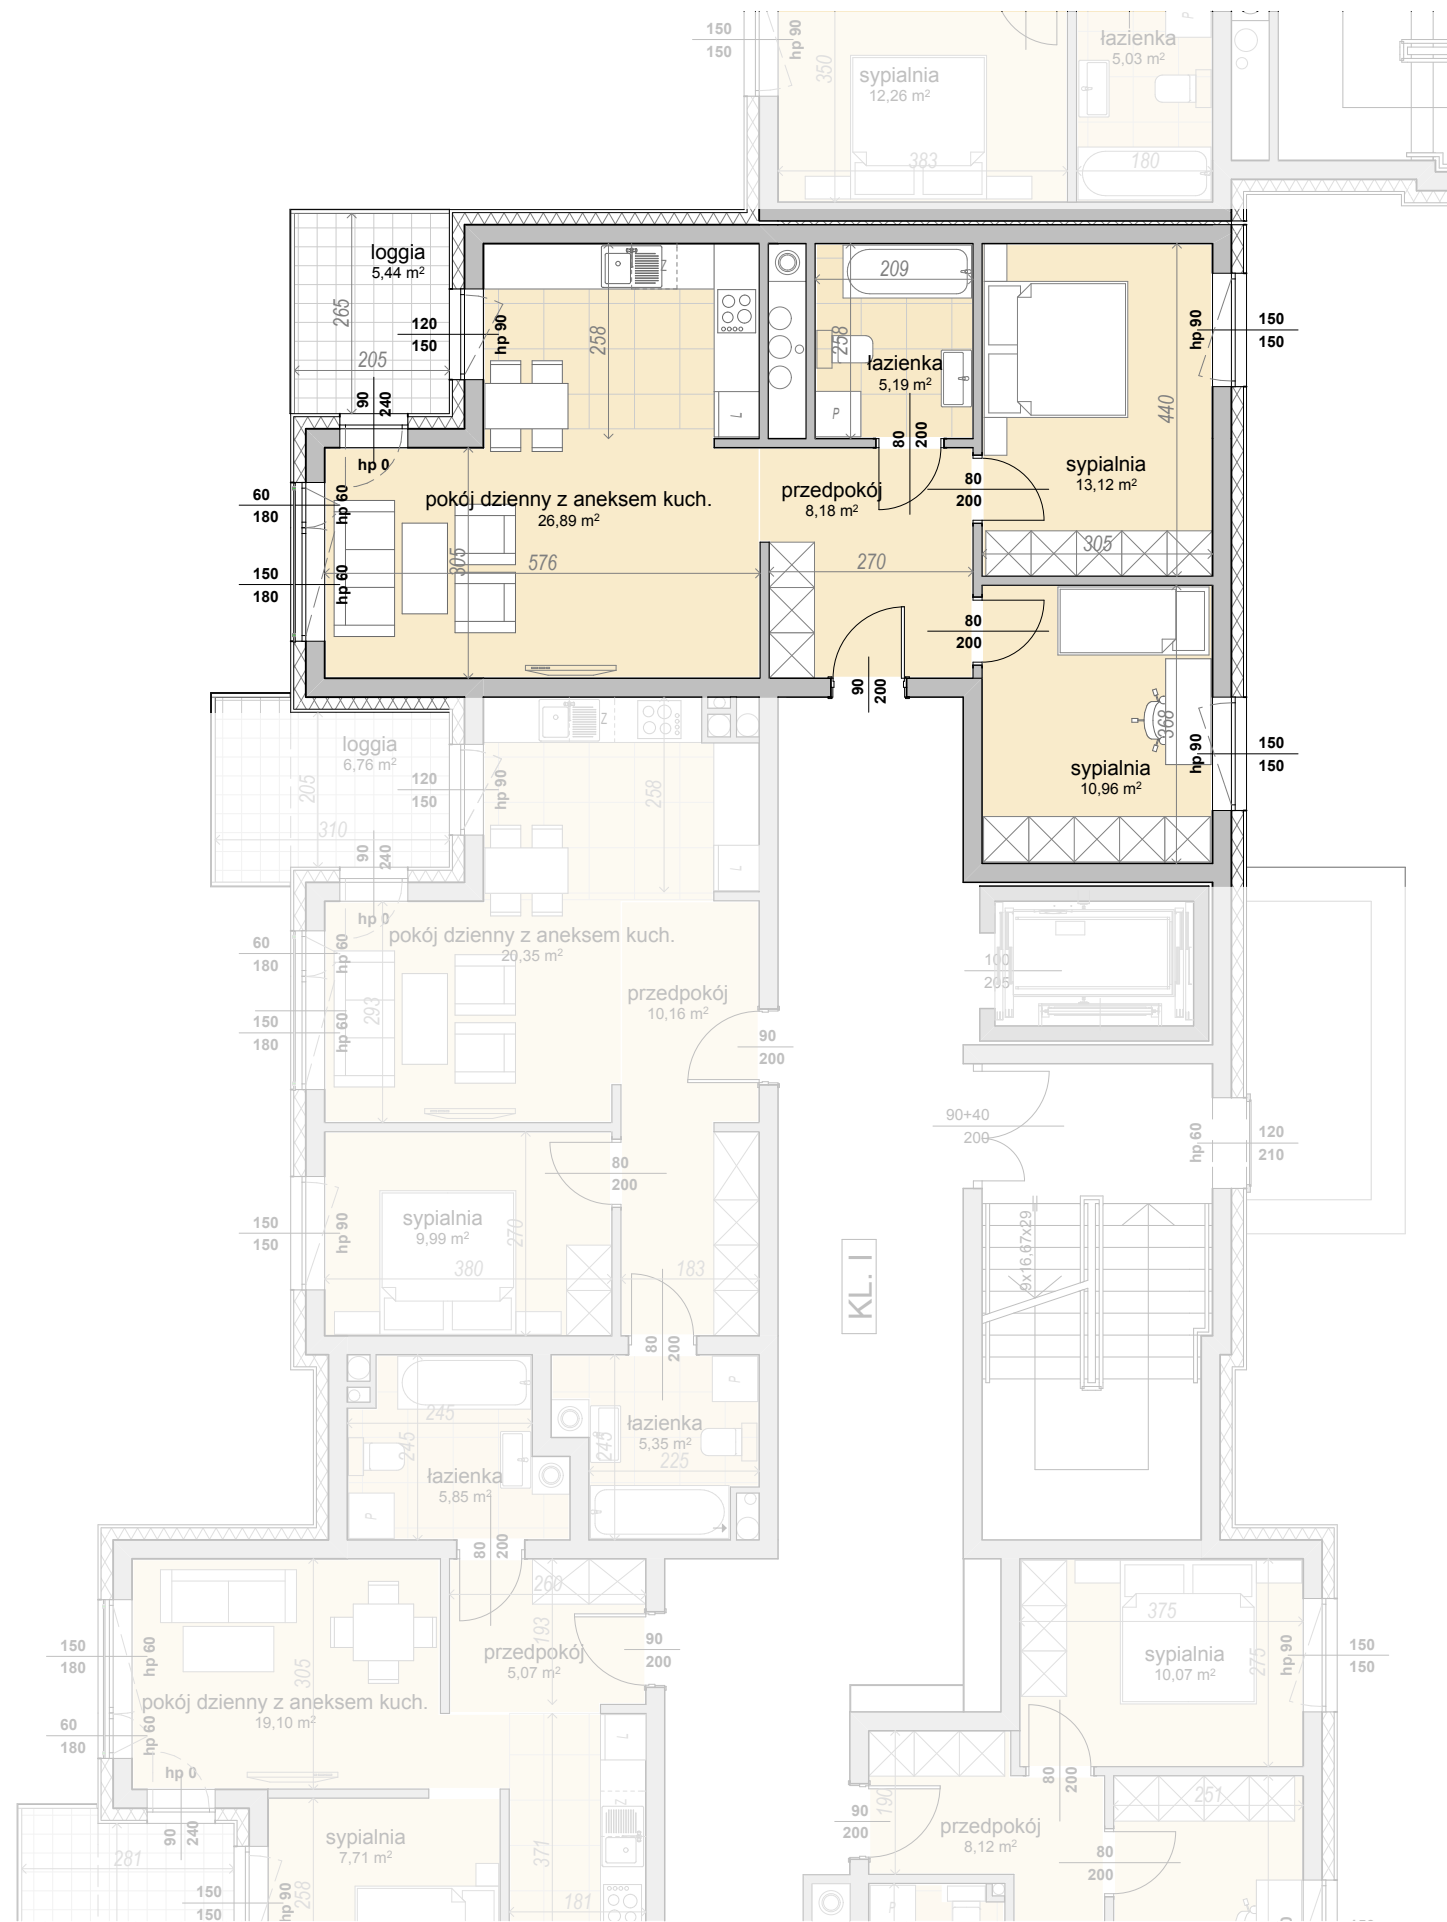 150
150
hp 90
350
sypialnia
12,26 m²
383
łazienka
5,03 m²
P
180
loggia
5,44 m²
265
205
120
150
hp 90
90
240
hp 0
258
Z
L
209
258
łazienka
5,19 m²
P
80
200
440
hp 90
150
150
sypialnia
13,12 m²
305
60
180
hp 60
150
180
hp 60
pokój dzienny z aneksem kuch.
26,89 m²
305
576
przedpokój
8,18 m²
270
80
200
80
200
90
200
368
sypialnia
10,96 m²
hp 90
150
150
loggia
6,76 m²
205
310
120
150
hp 90
90
240
hp 0
Z
258
L
60
180
hp 60
150
180
hp 60
pokój dzienny z aneksem kuch.
20,35 m²
293
przedpokój
10,16 m²
90
200
100
205
90+40
200
hp 60
120
210
80
200
150
150
hp 90
sypialnia
9,99 m²
270
380
183
80
200
KL. I
9x16,67x29
245
245
łazienka
5,85 m²
P
80
200
P
łazienka
5,35 m²
245
225
260
193
przedpokój
5,07 m²
90
200
150
180
hp 60
305
pokój dzienny z aneksem kuch.
19,10 m²
60
180
hp 60
hp 0
90
240
281
150
150
hp 90
sypialnia
7,71 m²
258
L
Z
371
181
375
sypialnia
10,07 m²
275
hp 90
150
150
80
200
251
90
200
190
przedpokój
8,12 m²
80
200